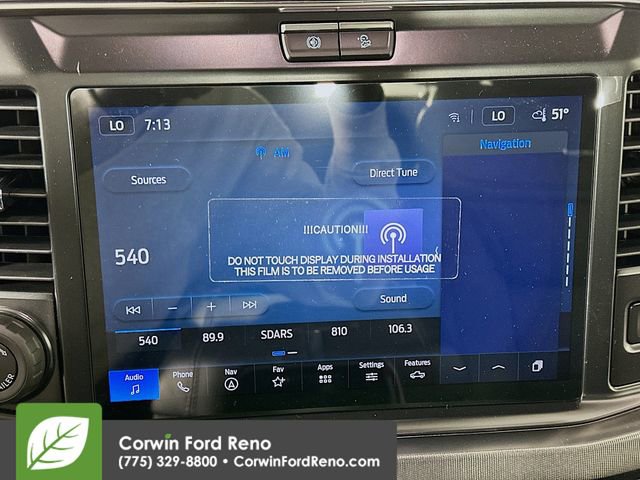 LO 7:13 LO 51°
AM
Navigation
Sources
Direct Tune
!!!CAUTION!!!
540
DO NOT TOUCH DISPLAY DURING INSTALLATION
THIS FILM IS TO BE REMOVED BEFORE USAGE
Sound
540 89.9 SDARS 810 106.3
Audio Phone Nav Fav Apps Settings Features
Corwin Ford Reno
(775) 329-8800 • CorwinFordReno.com